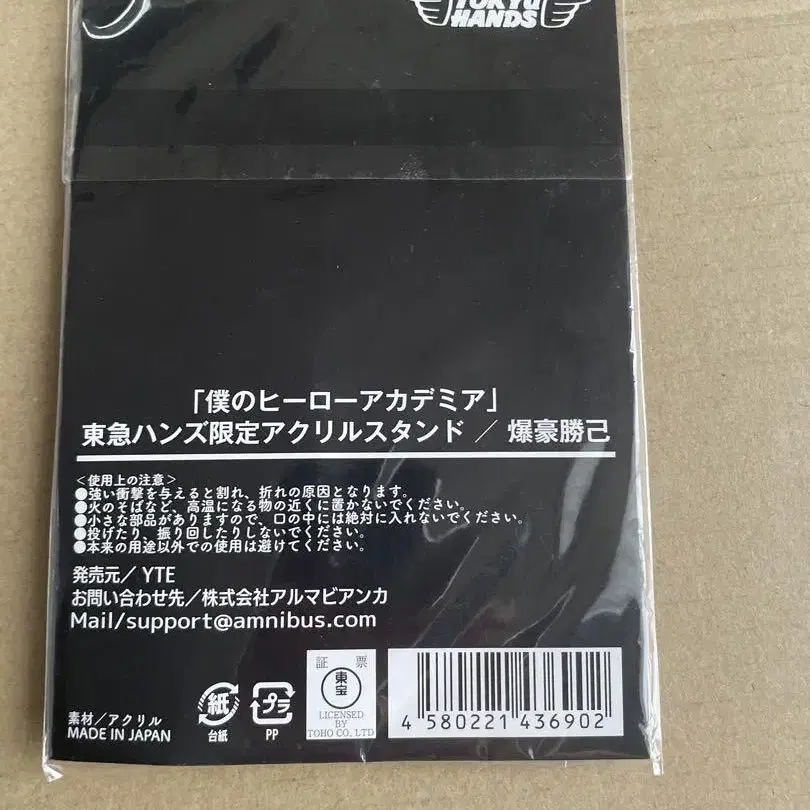 TOKYU
HANDS
「僕のヒーローアカデミア」
東急ハンズ限定アクリルスタンド ／ 爆豪勝己
＜使用上の注意＞
●強い衝撃を与えると割れ、折れの原因となります。
●火のそばなど、高温になる物の近くに置かないでください。
●小さな部品がありますので、口の中には絶対に入れないでください。
●投げたり、振り回したりしないでください。
●本来の用途以外での使用は避けてください。
発売元／YTE
お問い合わせ先／株式会社アルマビアンカ
Mail/support@amnibus.com
素材／アクリル
MADE IN JAPAN
紙
台紙
プラ
PP
証 票
東宝
LICENSED
BY
TOHO CO., LTD
4 580221 436902